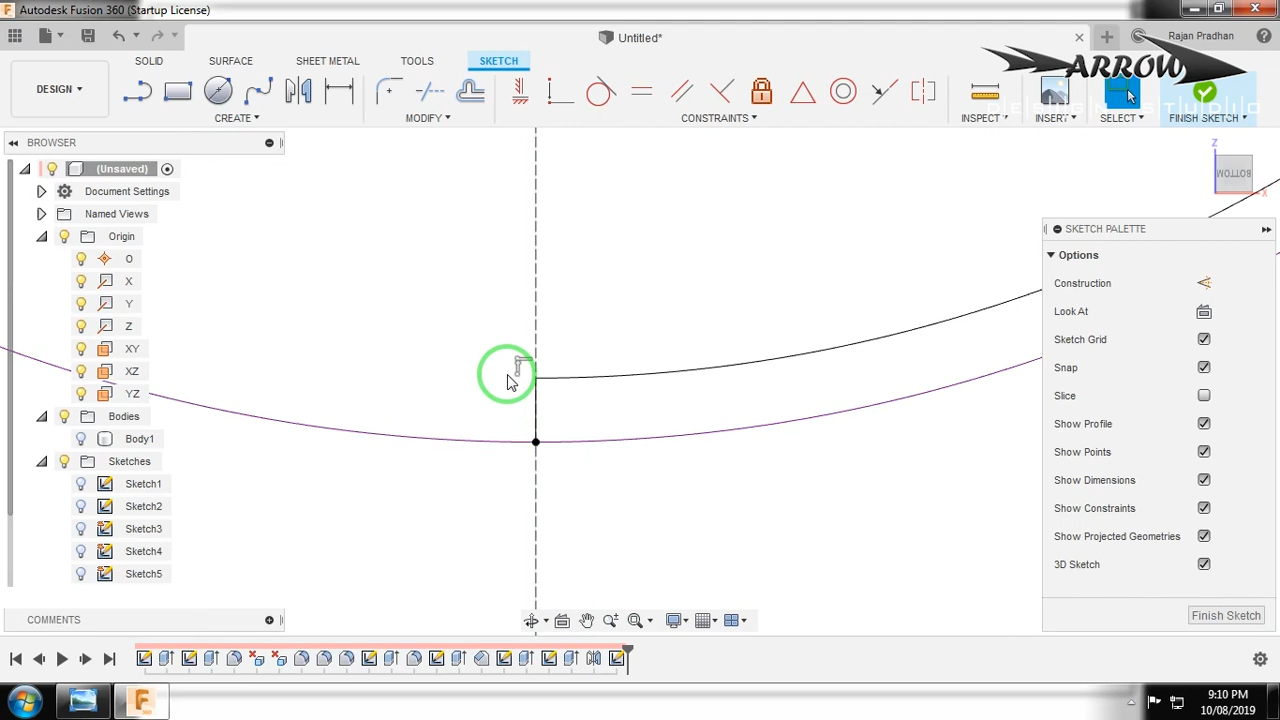 Autodesk Fusion 360 (Startup License)
Untitled*
Rajan Pradhan
ARROW
DESIGN STUDIO
SOLID SURFACE SHEET METAL TOOLS SKETCH
DESIGN
CREATE MODIFY CONSTRAINTS INSPECT INSERT SELECT FINISH SKETCH
BROWSER
(Unsaved)
Document Settings
Named Views
Origin
O
X
Y
Z
XY
XZ
YZ
Bodies
Body1
Sketches
Sketch1
Sketch2
Sketch3
Sketch4
Sketch5
COMMENTS
Z
BOTTOM
X
SKETCH PALETTE
Options
Construction
Look At
Sketch Grid
Snap
Slice
Show Profile
Show Points
Show Dimensions
Show Constraints
Show Projected Geometries
3D Sketch
Finish Sketch
9:10 PM
10/08/2019